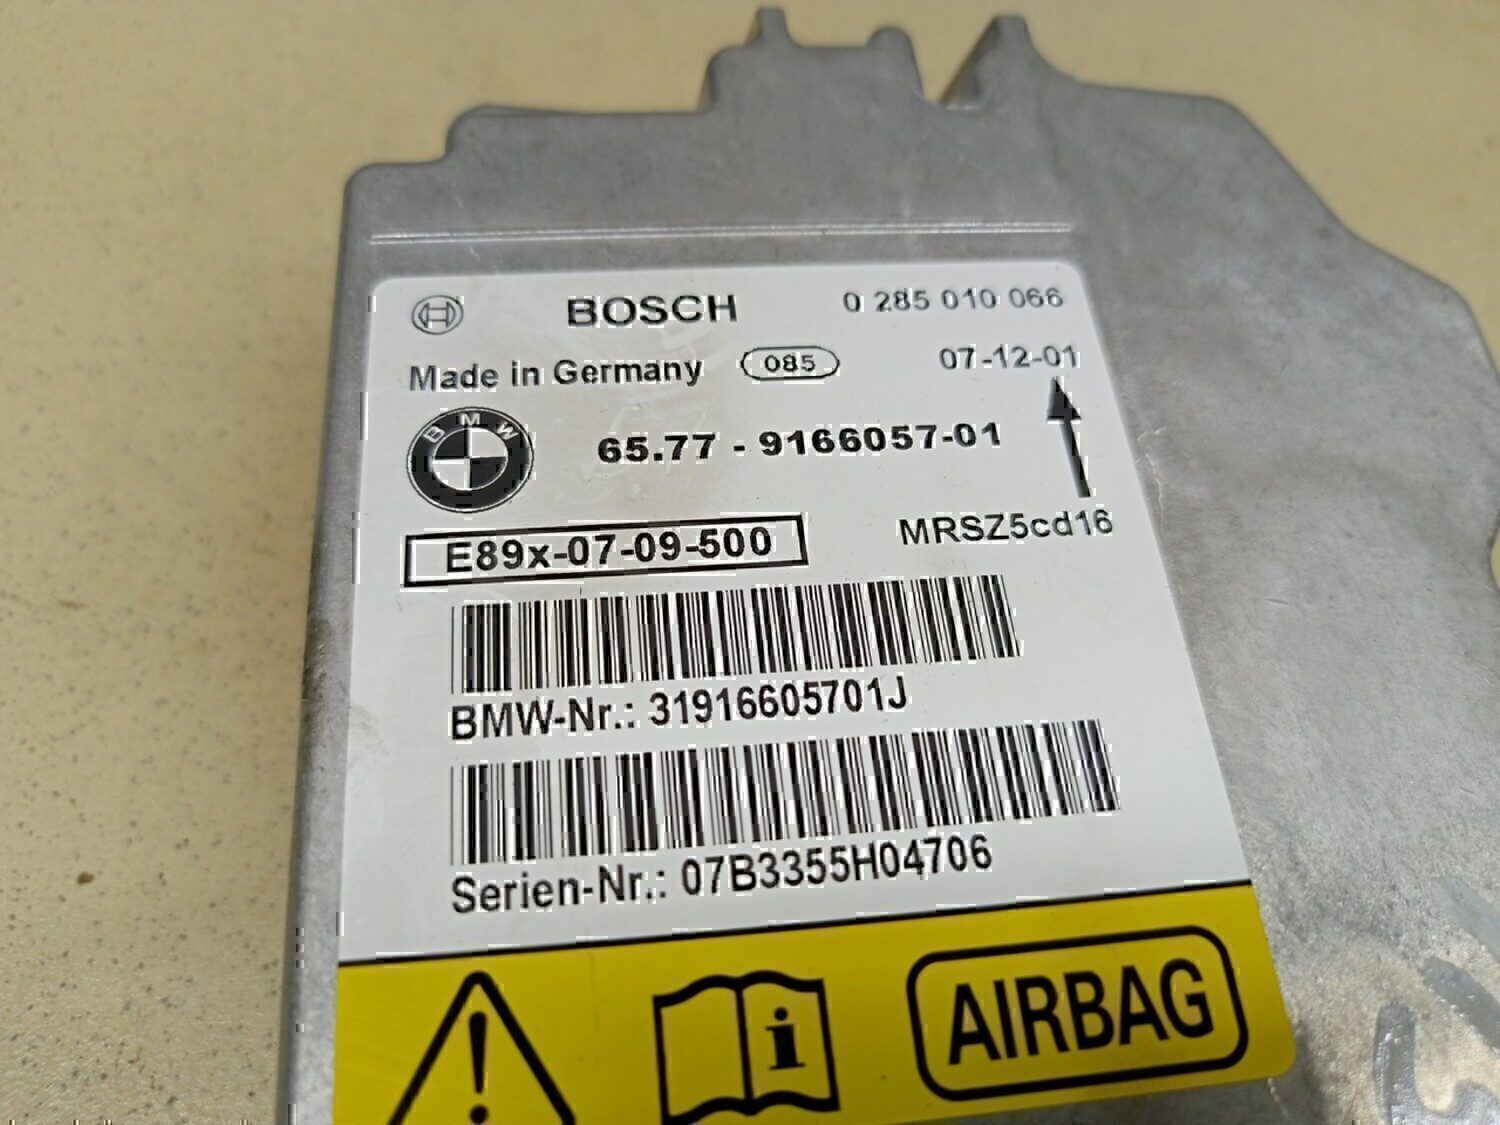 BOSCH 0 285 010 066
Made in Germany 085 07-12-01
BMW 65.77 - 9166057-01
E89x-07-09-500 MRSZ5cd16
BMW-Nr.: 31916605701J
Serien-Nr.: 07B3355H04706
! i AIRBAG